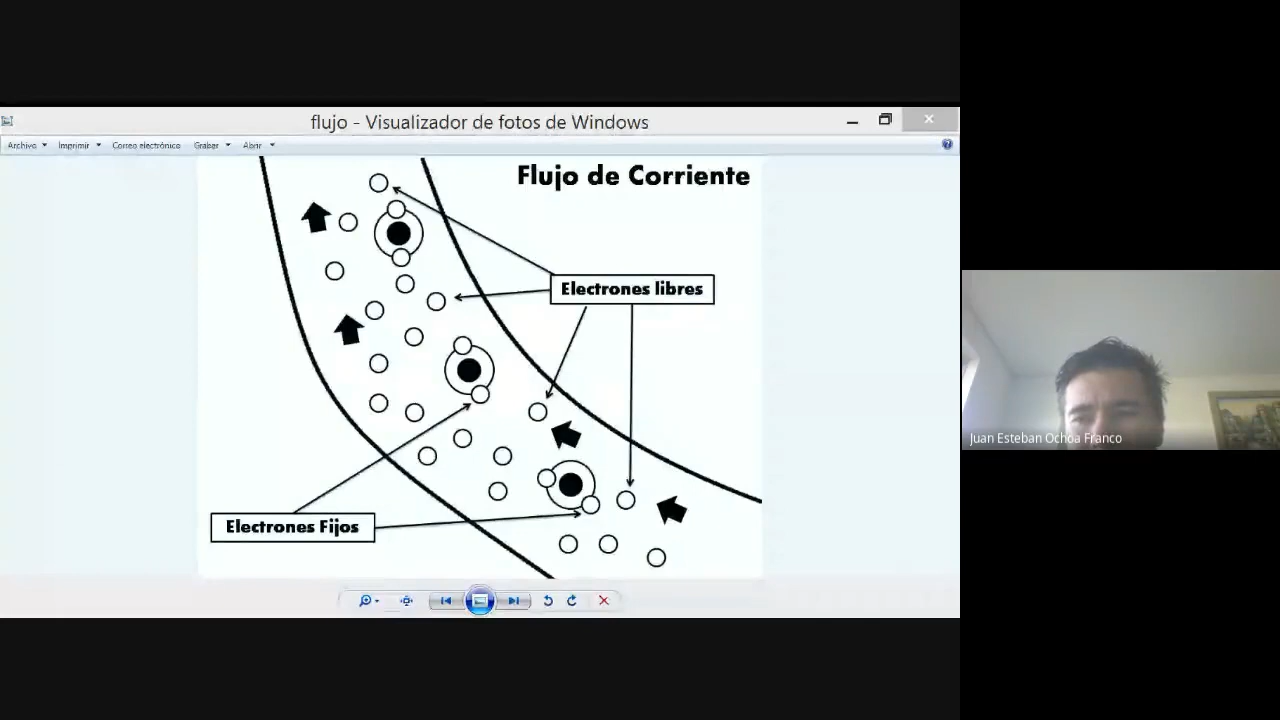 flujo - Visualizador de fotos de Windows
Archivo Imprimir Correo electrónico Grabar Abrir
Flujo de Corriente
Electrones libres
Juan Esteban Ochoa Franco
Electrones Fijos